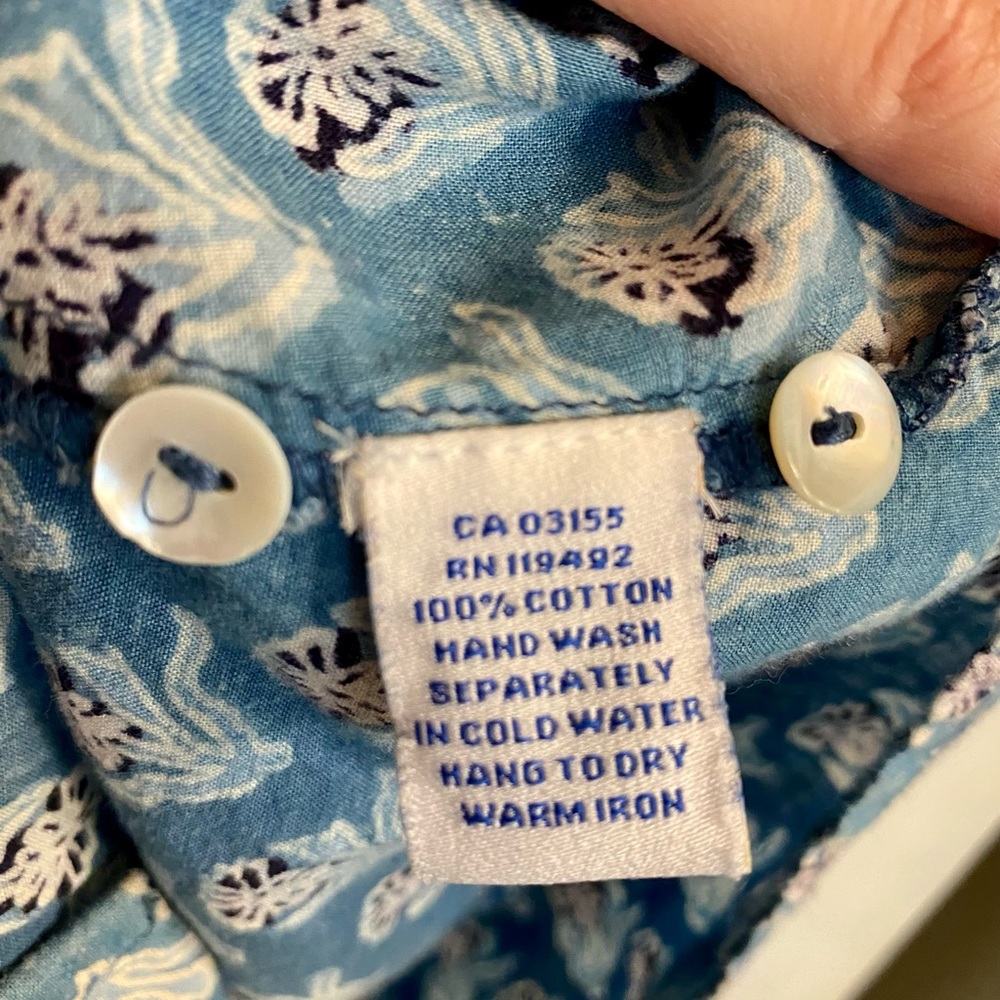 CA 03155
RN 119492
100% COTTON
HAND WASH
SEPARATELY
IN COLD WATER
HANG TO DRY
WARM IRON